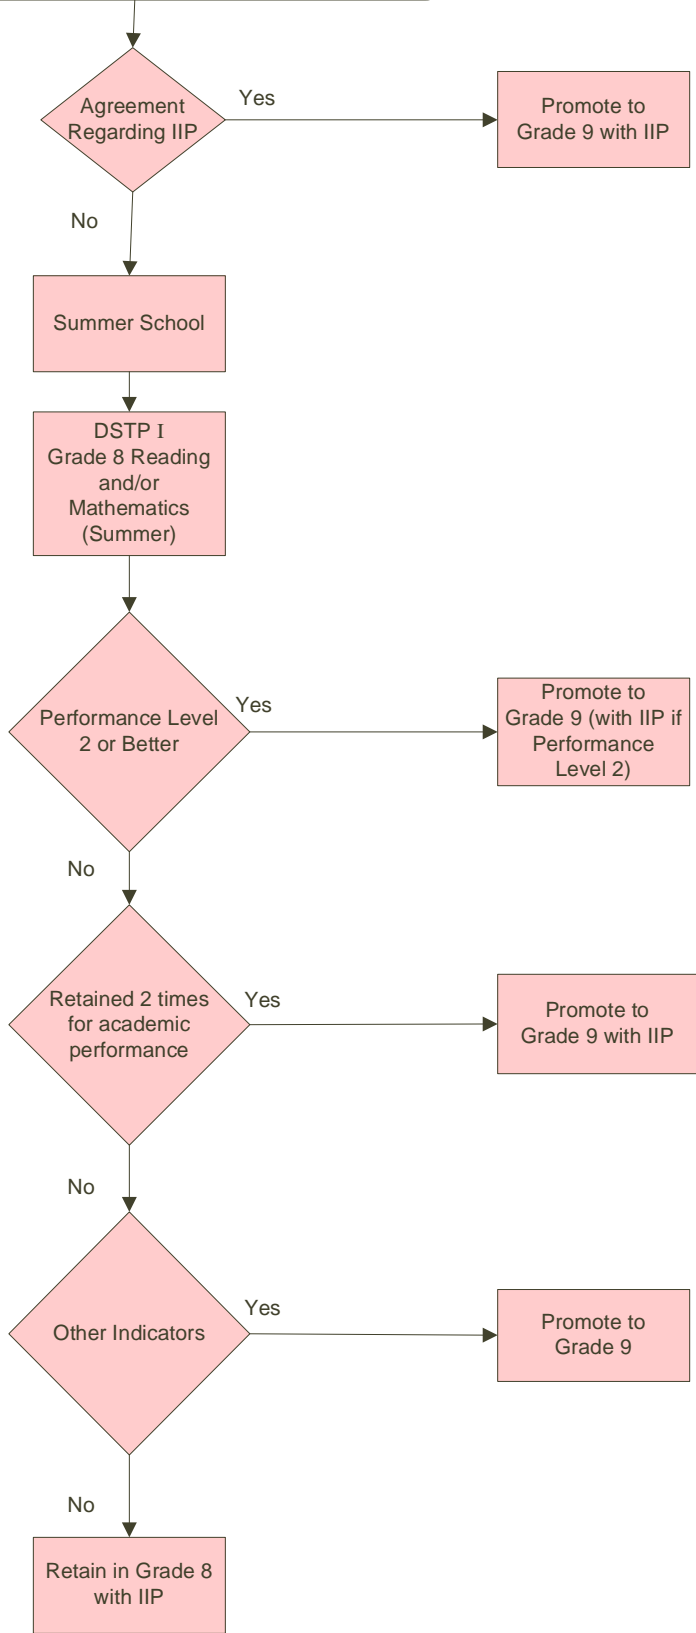 Agreement
Regarding IIP
Yes
Promote to
Grade 9 with IIP
No
Summer School
DSTP I
Grade 8 Reading
and/or
Mathematics
(Summer)
Performance Level
2 or Better
Yes
Promote to
Grade 9 (with IIP if
Performance
Level 2)
No
Retained 2 times
for academic
performance
Yes
Promote to
Grade 9 with IIP
No
Other Indicators
Yes
Promote to
Grade 9
No
Retain in Grade 8
with IIP